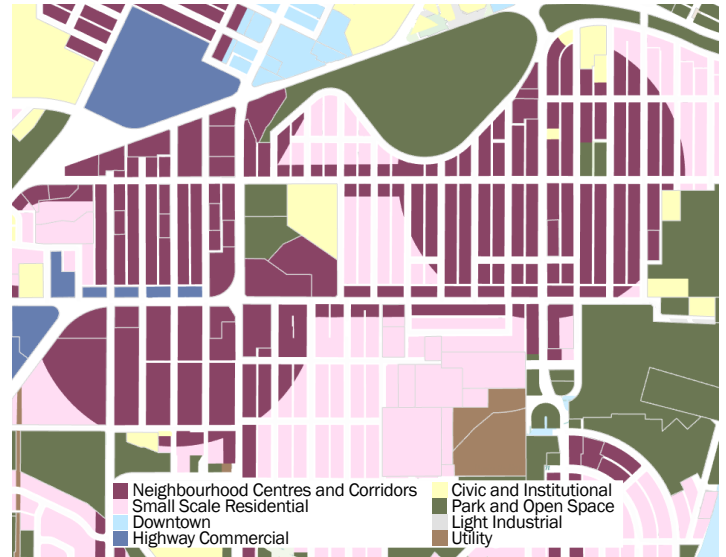 Neighbourhood Centres and Corridors
Small Scale Residential
Downtown
Highway Commercial
Civic and Institutional
Park and Open Space
Light Industrial
Utility